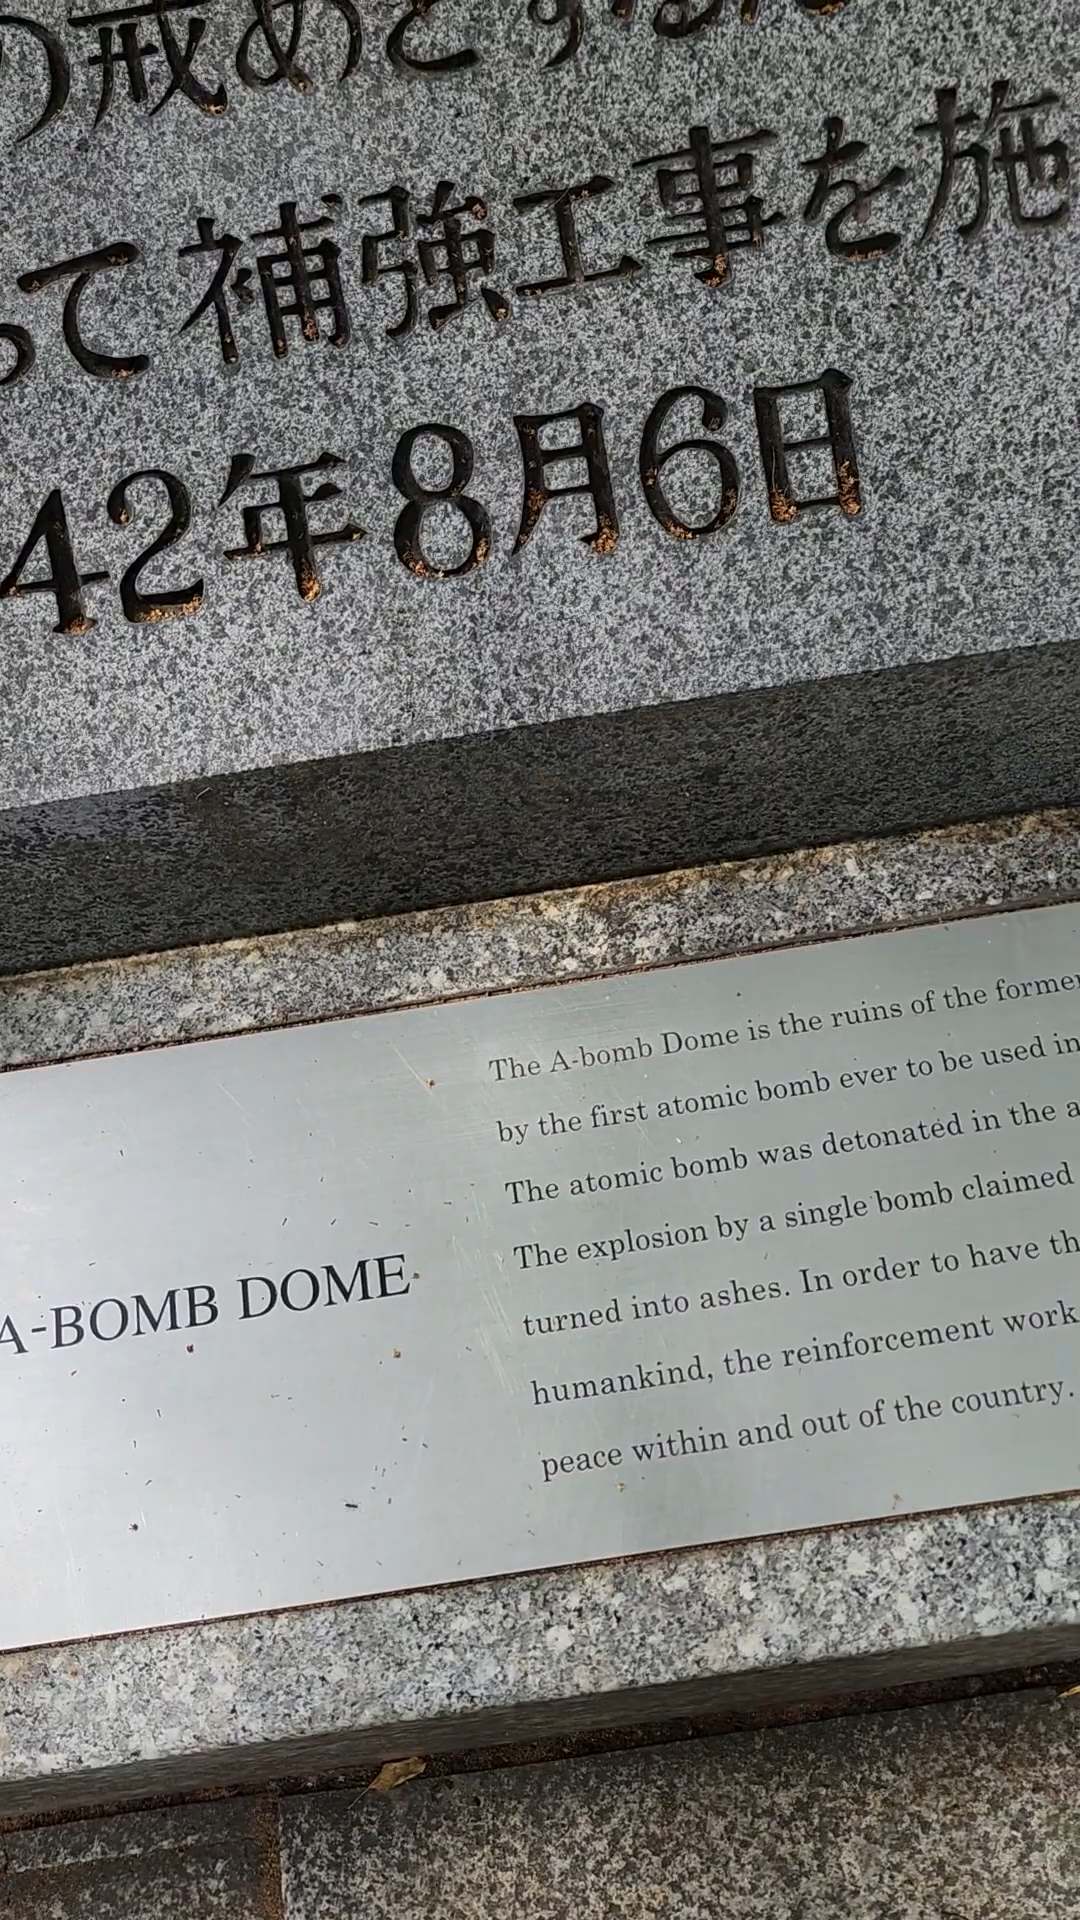 の戒めとする
って補強工事を施
42年8月6日
A-BOMB DOME
The A-bomb Dome is the ruins of the former
by the first atomic bomb ever to be used in
The atomic bomb was detonated in the a
The explosion by a single bomb claimed
turned into ashes. In order to have th
humankind, the reinforcement work
peace within and out of the country.